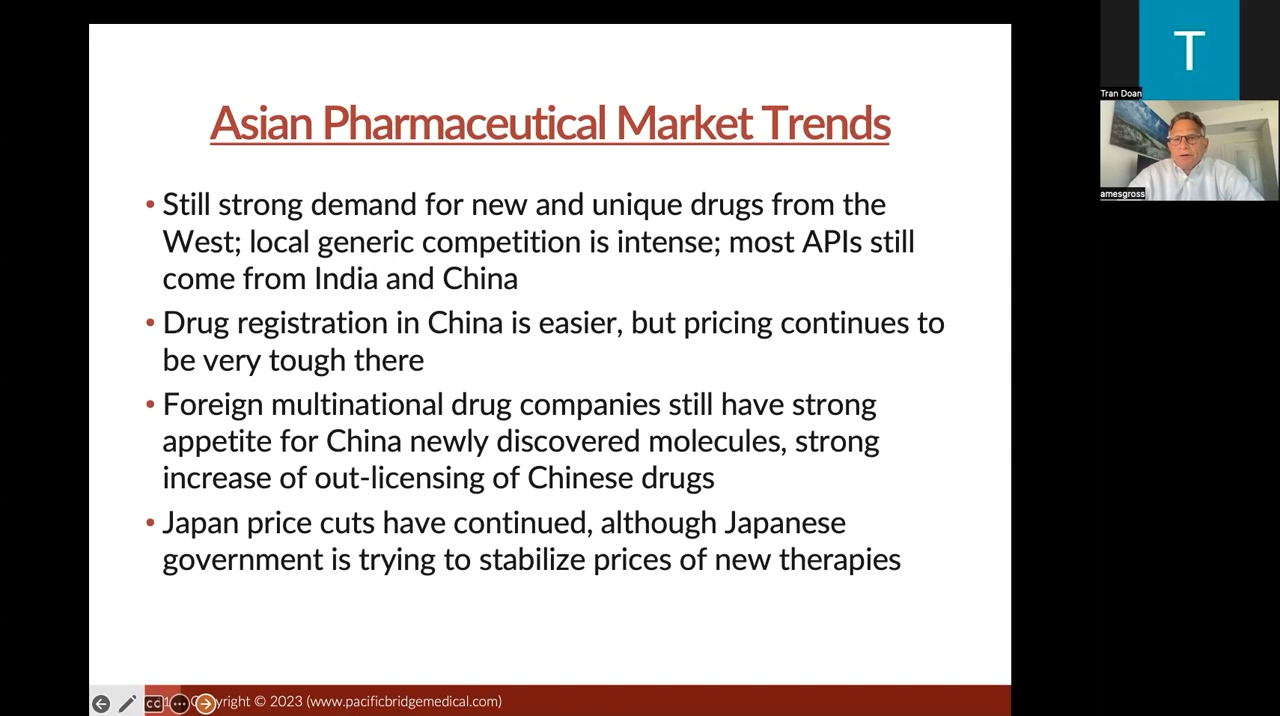 Asian Pharmaceutical Market Trends
• Still strong demand for new and unique drugs from the
West; local generic competition is intense; most APIs still
come from India and China
• Drug registration in China is easier, but pricing continues to
be very tough there
• Foreign multinational drug companies still have strong
appetite for China newly discovered molecules, strong
increase of out-licensing of Chinese drugs
• Japan price cuts have continued, although Japanese
government is trying to stabilize prices of new therapies
CC
© 2023 (www.pacificbridgemedical.com)
T
Tran Doan
amesgross